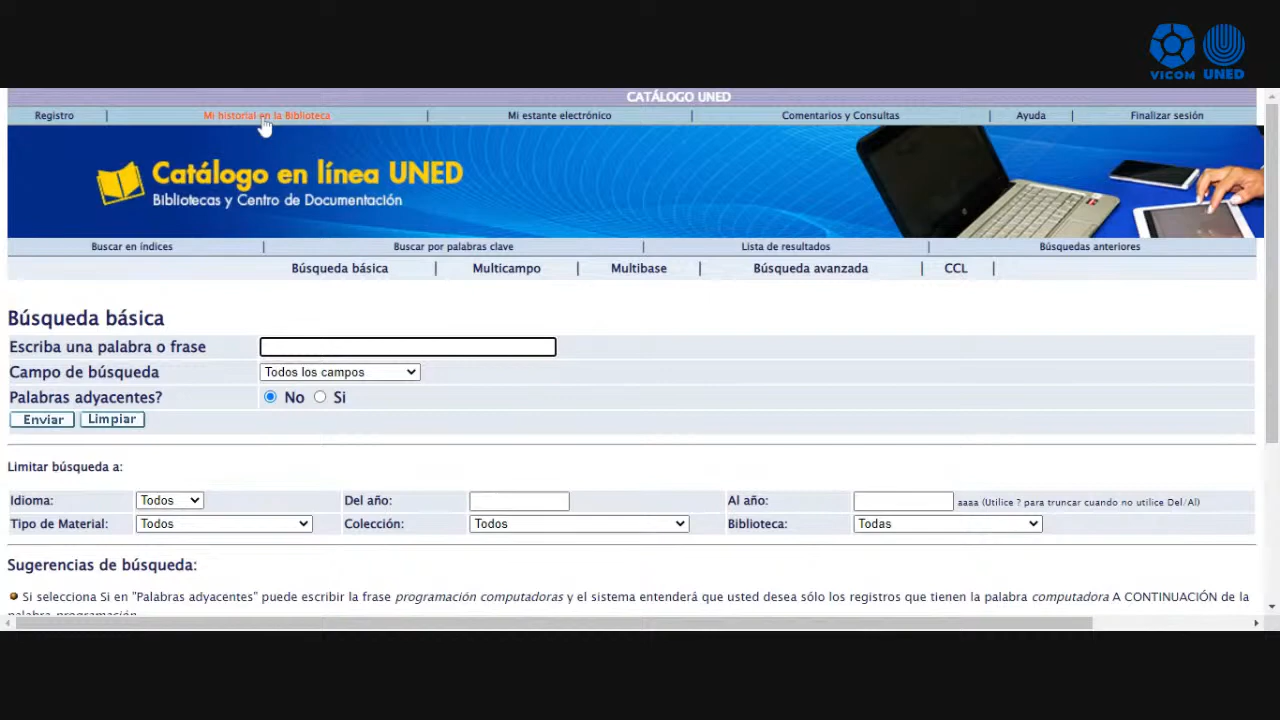 VICOM UNED
CATÁLOGO UNED
Registro | Mi historial en la Biblioteca | Mi estante electrónico | Comentarios y Consultas | Ayuda | Finalizar sesión
Catálogo en línea UNED
Bibliotecas y Centro de Documentación
Buscar en índices | Buscar por palabras clave | Lista de resultados | Búsquedas anteriores
Búsqueda básica | Multicampo | Multibase | Búsqueda avanzada | CCL |
Búsqueda básica
Escriba una palabra o frase
Campo de búsqueda Todos los campos
Palabras adyacentes? No Si
Enviar Limpiar
Limitar búsqueda a:
Idioma: Todos Del año: Al año: aaaa (Utilice ? para truncar cuando no utilice Del/Al)
Tipo de Material: Todos Colección: Todos Biblioteca: Todas
Sugerencias de búsqueda:
Si selecciona Si en "Palabras adyacentes" puede escribir la frase programación computadoras y el sistema entenderá que usted desea sólo los registros que tienen la palabra computadora A CONTINUACIÓN de la
palabra programación